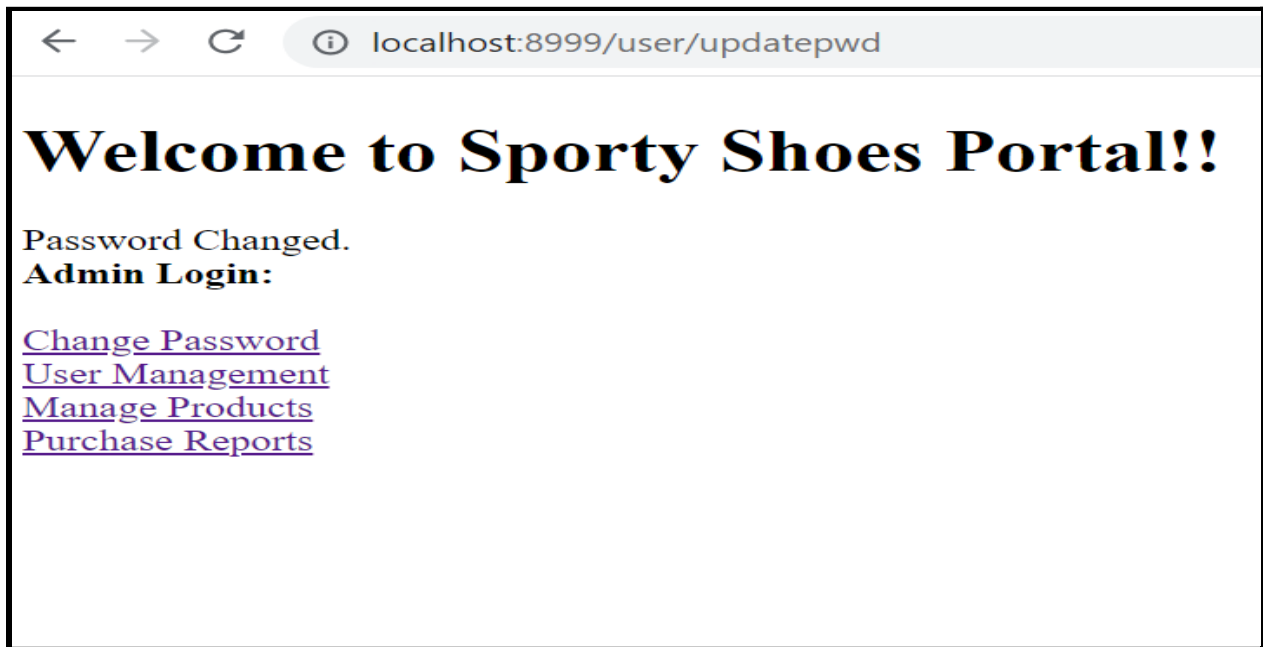 localhost:8999/user/updatepwd
Welcome to Sporty Shoes Portal!!
Password Changed.
Admin Login:
Change Password
User Management
Manage Products
Purchase Reports